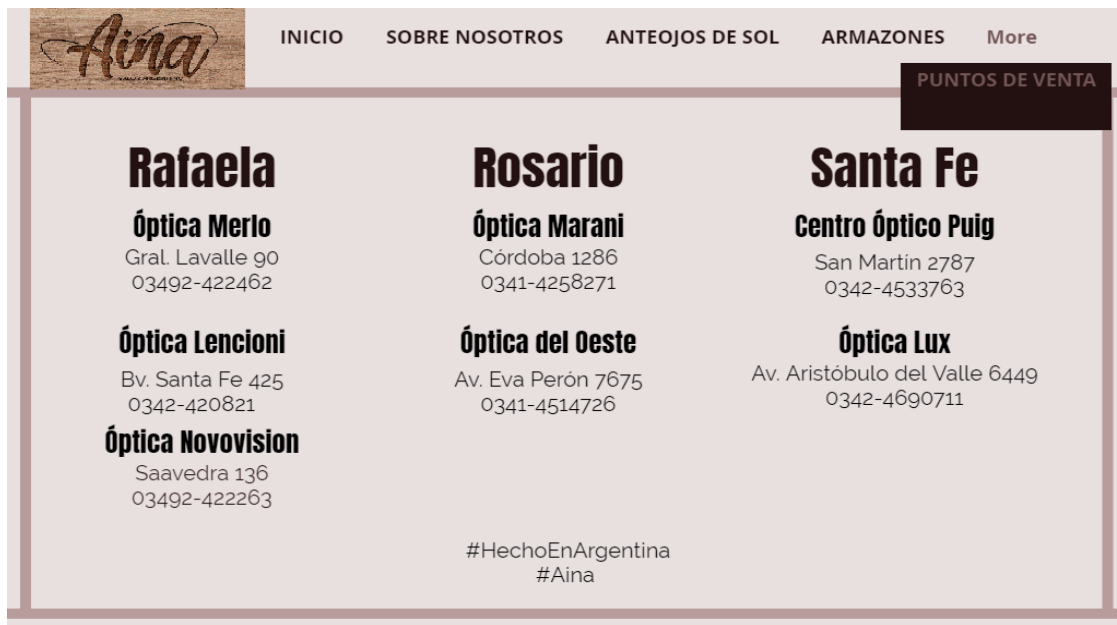 Aina
INICIO
SOBRE NOSOTROS
ANTEOJOS DE SOL
ARMAZONES
More
PUNTOS DE VENTA
Rafaela
Óptica Merlo
Gral. Lavalle 90
03492-422462
Óptica Lencioni
Bv. Santa Fe 425
0342-420821
Óptica Novovision
Saavedra 136
03492-422263
Rosario
Óptica Marani
Córdoba 1286
0341-4258271
Óptica del Oeste
Av. Eva Perón 7675
0341-4514726
Santa Fe
Centro Óptico Puig
San Martín 2787
0342-4533763
Óptica Lux
Av. Aristóbulo del Valle 6449
0342-4690711
#HechoEnArgentina
#Aina